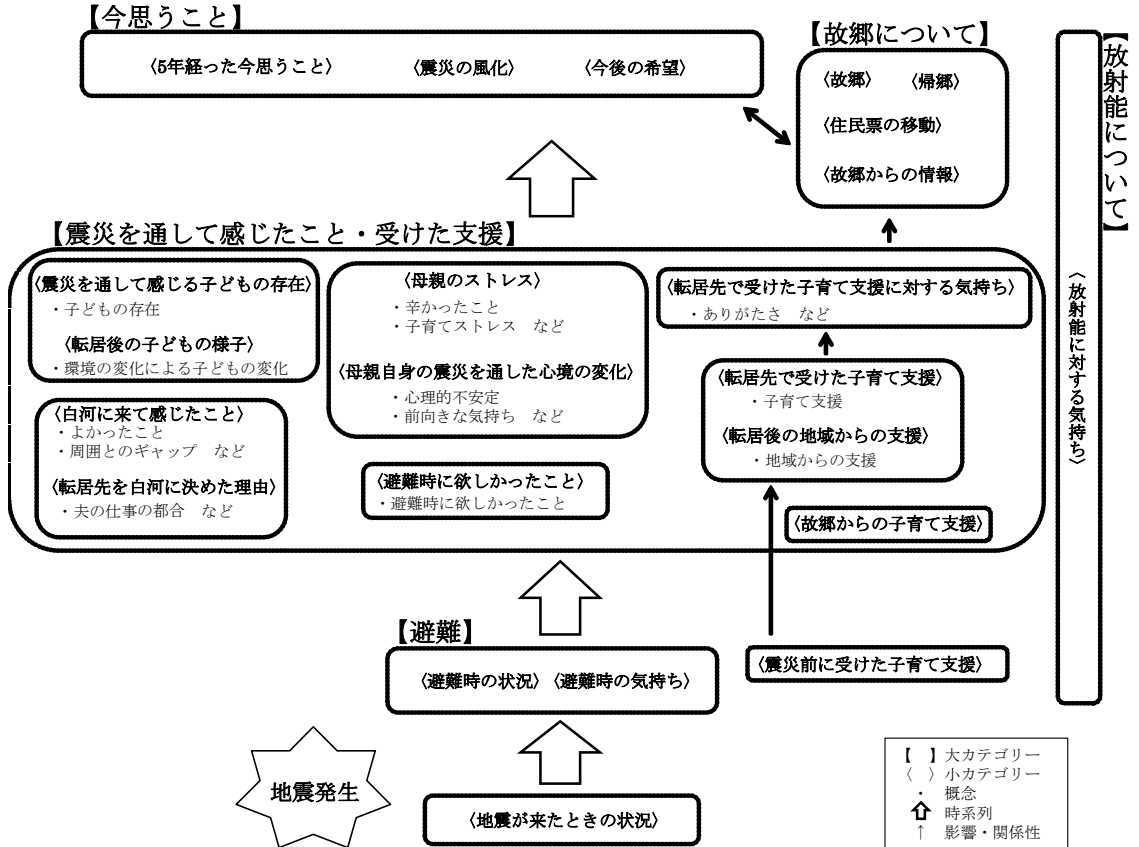 【今思うこと】
〈5年経った今思うこと〉 〈震災の風化〉 〈今後の希望〉
【故郷について】
〈故郷〉 〈帰郷〉
〈住民票の移動〉
〈故郷からの情報〉
【放射能について】
〈放射能に対する気持ち〉
【震災を通して感じたこと・受けた支援】
〈震災を通して感じる子どもの存在〉
・子どもの存在
〈転居後の子どもの様子〉
・環境の変化による子どもの変化
〈白河に来て感じたこと〉
・よかったこと
・周囲とのギャップ　など
〈転居先を白河に決めた理由〉
・夫の仕事の都合　など
〈母親のストレス〉
・辛かったこと
・子育てストレス　など
〈母親自身の震災を通した心境の変化〉
・心理的不安定
・前向きな気持ち　など
〈避難時に欲しかったこと〉
・避難時に欲しかったこと
〈転居先で受けた子育て支援に対する気持ち〉
・ありがたさ　など
〈転居先で受けた子育て支援〉
・子育て支援
〈転居後の地域からの支援〉
・地域からの支援
〈故郷からの子育て支援〉
【避難】
〈避難時の状況〉〈避難時の気持ち〉
〈震災前に受けた子育て支援〉
地震発生
〈地震が来たときの状況〉
【　】大カテゴリー
〈　〉小カテゴリー
・　概念
⇧　時系列
↑　影響・関係性